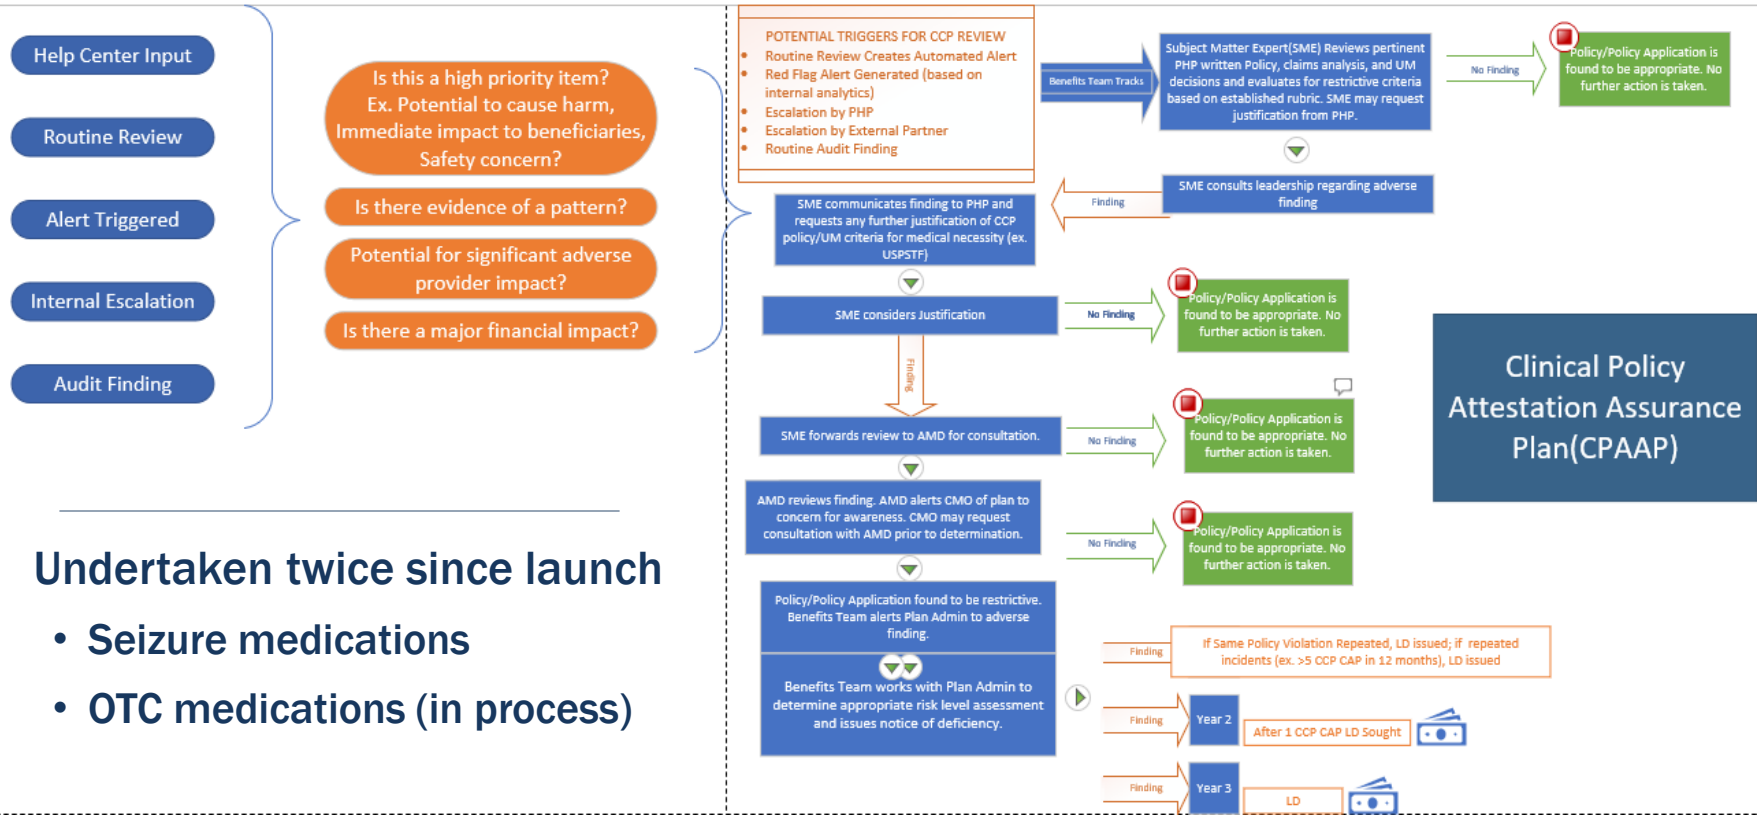 Help Center Input
Routine Review
Alert Triggered
Internal Escalation
Audit Finding
Is this a high priority item?
Ex. Potential to cause harm,
Immediate impact to beneficiaries,
Safety concern?
Is there evidence of a pattern?
Potential for significant adverse
provider impact?
Is there a major financial impact?
Undertaken twice since launch
• Seizure medications
• OTC medications (in process)
POTENTIAL TRIGGERS FOR CCP REVIEW
• Routine Review Creates Automated Alert
• Red Flag Alert Generated (based on
internal analytics)
• Escalation by PHP
• Escalation by External Partner
• Routine Audit Finding
Benefits Team Tracks
Subject Matter Expert(SME) Reviews pertinent
PHP written Policy, claims analysis, and UM
decisions and evaluates for restrictive criteria
based on established rubric. SME may request
justification from PHP.
No Finding
Policy/Policy Application is
found to be appropriate. No
further action is taken.
SME consults leadership regarding adverse
finding
Finding
SME communicates finding to PHP and
requests any further justification of CCP
policy/UM criteria for medical necessity (ex.
USPSTF)
SME considers Justification
No Finding
Policy/Policy Application is
found to be appropriate. No
further action is taken.
Finding
SME forwards review to AMD for consultation.
No Finding
Policy/Policy Application is
found to be appropriate. No
further action is taken.
AMD reviews finding. AMD alerts CMO of plan to
concern for awareness. CMO may request
consultation with AMD prior to determination.
No Finding
Policy/Policy Application is
found to be appropriate. No
further action is taken.
Policy/Policy Application found to be restrictive.
Benefits Team alerts Plan Admin to adverse
finding.
Benefits Team works with Plan Admin to
determine appropriate risk level assessment
and issues notice of deficiency.
Finding
If Same Policy Violation Repeated, LD issued; if repeated
incidents (ex. >5 CCP CAP in 12 months), LD issued
Finding
Year 2
After 1 CCP CAP LD Sought
Finding
Year 3
LD
Clinical Policy
Attestation Assurance
Plan(CPAAP)